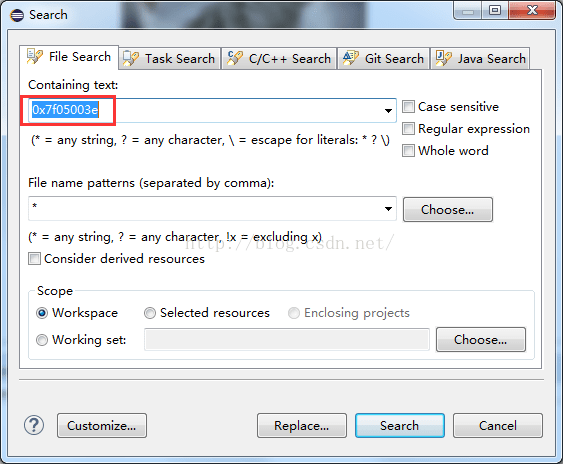 Search
File Search
Task Search
C/C++ Search
Git Search
Java Search
Containing text:
0x7f05003e
Case sensitive
(* = any string, ? = any character, \ = escape for literals: * ? \)
Regular expression
Whole word
File name patterns (separated by comma):
*
Choose...
(* = any string, ? = any character, !x = excluding x)
http://blog.csdn.net/
Consider derived resources
Scope
Workspace
Selected resources
Enclosing projects
Working set:
Choose...
?
Customize...
Replace...
Search
Cancel